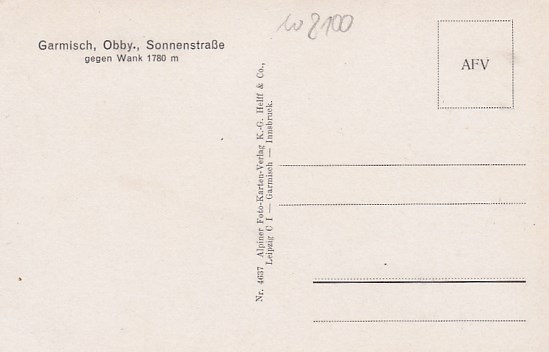 Garmisch, Obby., Sonnenstraße
gegen Wank 1780 m
8100
AFV
Nr. 4637 Alpiner Foto-Karten-Verlag K.-G. Helff & Co.,
Leipzig C 1 — Garmisch — Innsbruck.